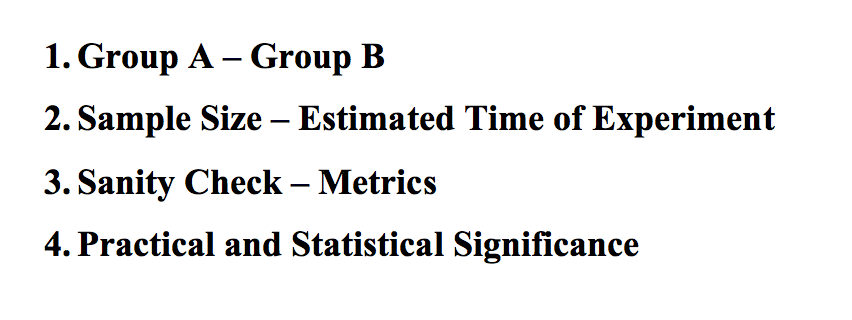 1. Group A – Group B
2. Sample Size – Estimated Time of Experiment
3. Sanity Check – Metrics
4. Practical and Statistical Significance